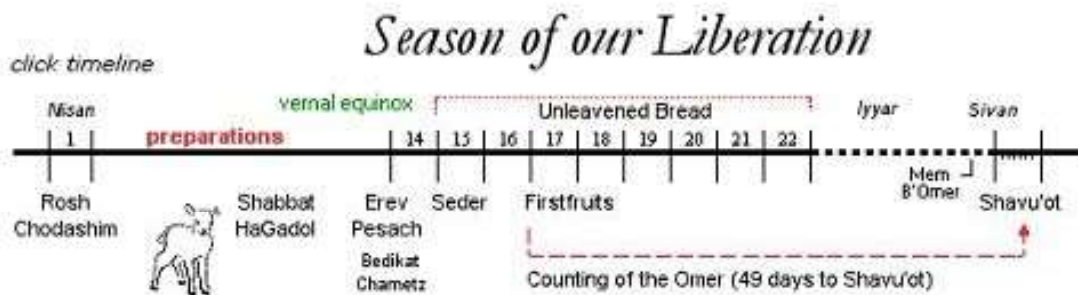 Season of our Liberation
click timeline
vernal equinox
Nisan
Unleavened Bread
Iyyar
Sivan
1
preparations
14 15 16 17 18 19 20 21 22
Mem
B'Omer
Rosh
Chodashim
Shabbat
HaGadol
Erev
Pesach
Seder
Firstfruits
Shavu'ot
Bedikat
Chametz
Counting of the Omer (49 days to Shavu'ot)